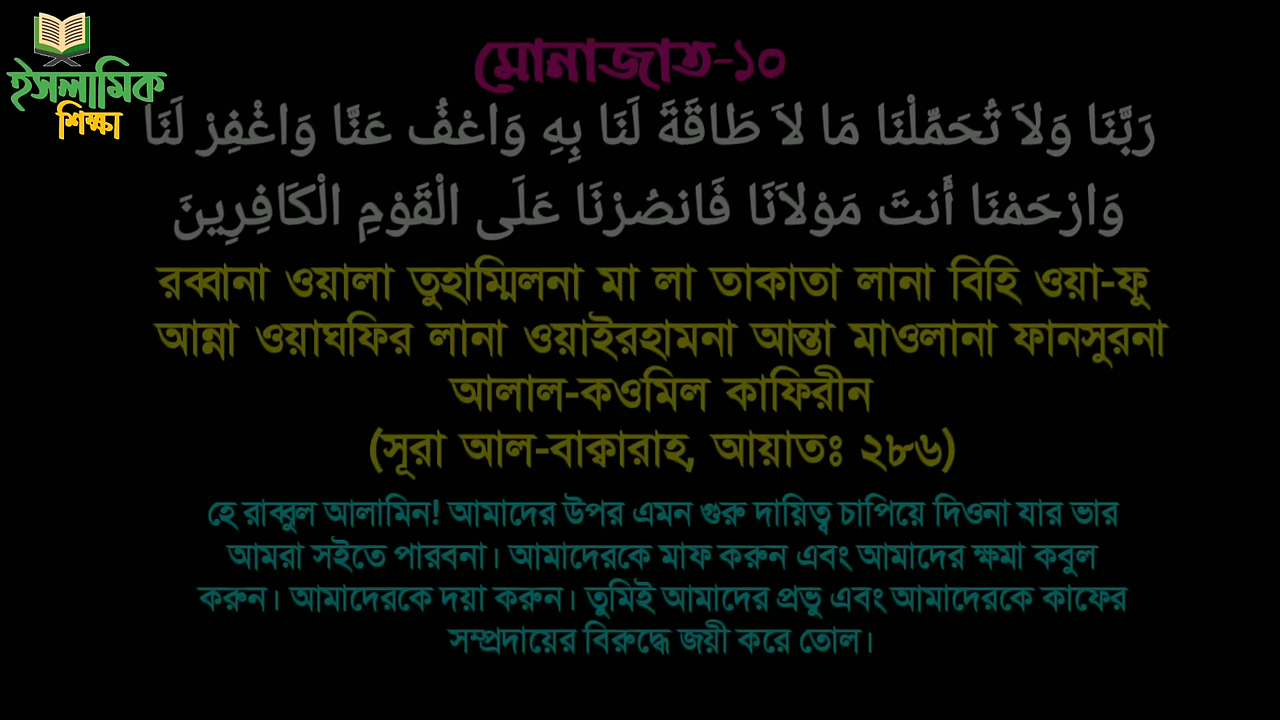 ইসলামিক
শিক্ষা
মোনাজাত-১০
رَبَّنَا وَلاَ تُحَمِّلْنَا مَا لاَ طَاقَةَ لَنَا بِهِ وَاعْفُ عَنَّا وَاغْفِرْ لَنَا
وَارْحَمْنَا أَنتَ مَوْلاَنَا فَانصُرْنَا عَلَى الْقَوْمِ الْكَافِرِينَ
রব্বানা ওয়ালা তুহাম্মিলনা মা লা তাকাতা লানা বিহি ওয়া-ফু
আন্না ওয়াঘফির লানা ওয়াইরহামনা আন্তা মাওলানা ফানসুরনা
আলাল-কওমিল কাফিরীন
(সূরা আল-বাক্বারাহ, আয়াতঃ ২৮৬)
হে রাব্বুল আলামিন! আমাদের উপর এমন গুরু দায়িত্ব চাপিয়ে দিওনা যার ভার
আমরা সইতে পারবনা। আমাদেরকে মাফ করুন এবং আমাদের ক্ষমা কবুল
করুন। আমাদেরকে দয়া করুন। তুমিই আমাদের প্রভু এবং আমাদেরকে কাফের
সম্প্রদায়ের বিরুদ্ধে জয়ী করে তোল।